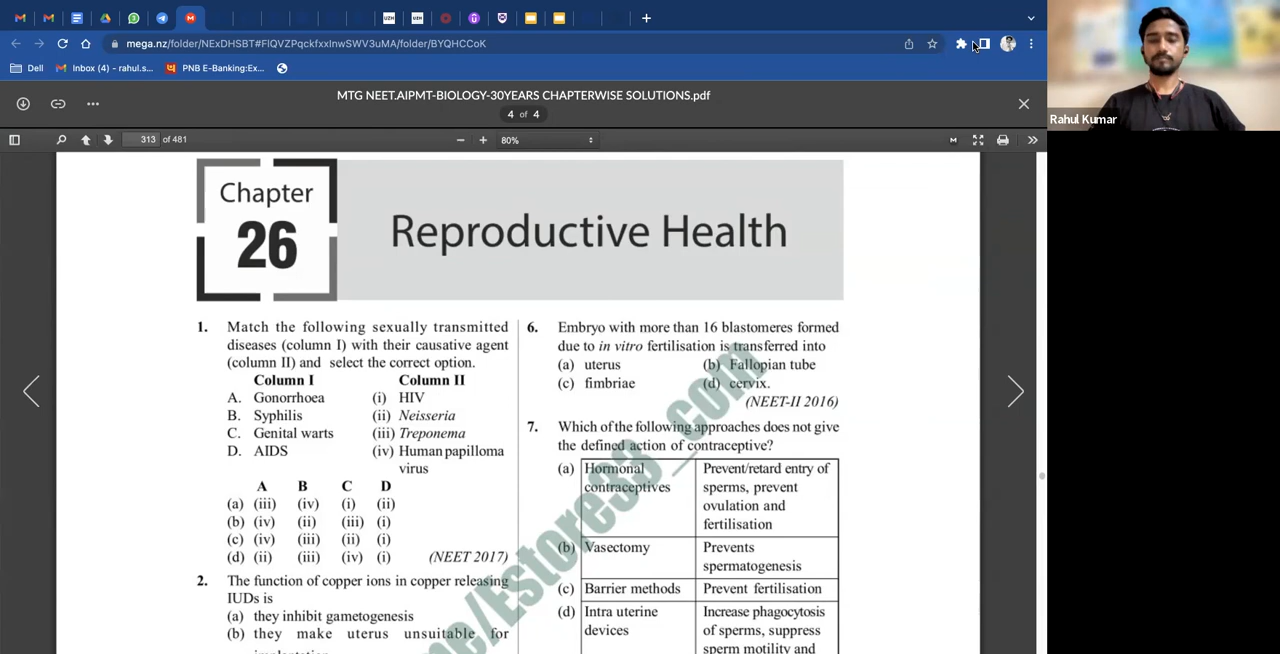 mega.nz/folder/NExDHSBT#FlQVZPqckfxxInwSWV3uMA/folder/BYQHCCoK
Dell
Inbox (4) - rahul.s...
PNB E-Banking:Ex...
MTG NEET.AIPMT-BIOLOGY-30YEARS CHAPTERWISE SOLUTIONS.pdf
4 of 4
313 of 481
80%
Rahul Kumar
Chapter
26
Reproductive Health
1. Match the following sexually transmitted
diseases (column I) with their causative agent
(column II) and select the correct option.
Column I Column II
A. Gonorrhoea (i) HIV
B. Syphilis (ii) Neisseria
C. Genital warts (iii) Treponema
D. AIDS (iv) Human papilloma
virus
A B C D
(a) (iii) (iv) (i) (ii)
(b) (iv) (ii) (iii) (i)
(c) (iv) (iii) (ii) (i)
(d) (ii) (iii) (iv) (i) (NEET 2017)
2. The function of copper ions in copper releasing
IUDs is
(a) they inhibit gametogenesis
(b) they make uterus unsuitable for
6. Embryo with more than 16 blastomeres formed
due to in vitro fertilisation is transferred into
(a) uterus (b) Fallopian tube
(c) fimbriae (d) cervix.
(NEET-II 2016)
7. Which of the following approaches does not give
the defined action of contraceptive?
(a) Hormonal contraceptives Prevent/retard entry of
sperms, prevent
ovulation and
fertilisation
(b) Vasectomy Prevents
spermatogenesis
(c) Barrier methods Prevent fertilisation
(d) Intra uterine Increase phagocytosis
devices of sperms, suppress
sperm motility and
me/Estore33_com